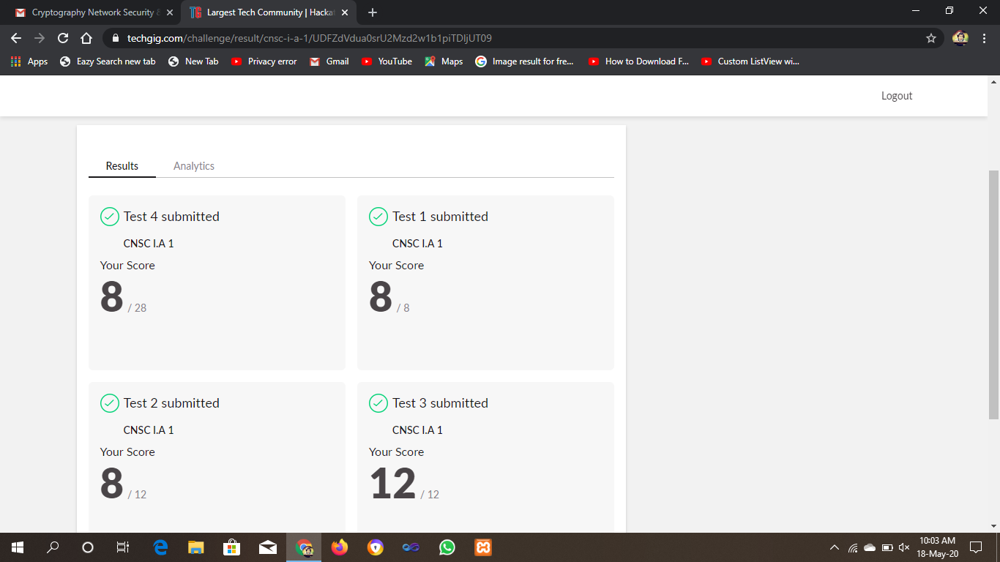 Cryptography Network Security &
Largest Tech Community | Hackat
techgig.com/challenge/result/cnsc-i-a-1/UDFZdVdua0srU2Mzd2w1b1piTDljUT09
Apps Eazy Search new tab New Tab Privacy error Gmail YouTube Maps Image result for fre... How to Download F... Custom ListView wi...
Logout
Results Analytics
Test 4 submitted
CNSC I.A 1
Your Score
8 / 28
Test 1 submitted
CNSC I.A 1
Your Score
8 / 8
Test 2 submitted
CNSC I.A 1
Your Score
8 / 12
Test 3 submitted
CNSC I.A 1
Your Score
12 / 12
10:03 AM
18-May-20